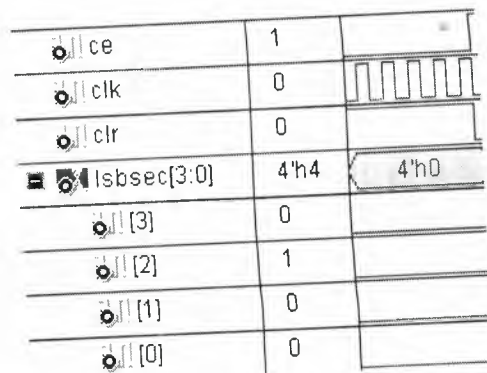 ce 1
clk 0
clr 0
lsbsec[3:0] 4'h4 4'h0
[3] 0
[2] 1
[1] 0
[0] 0